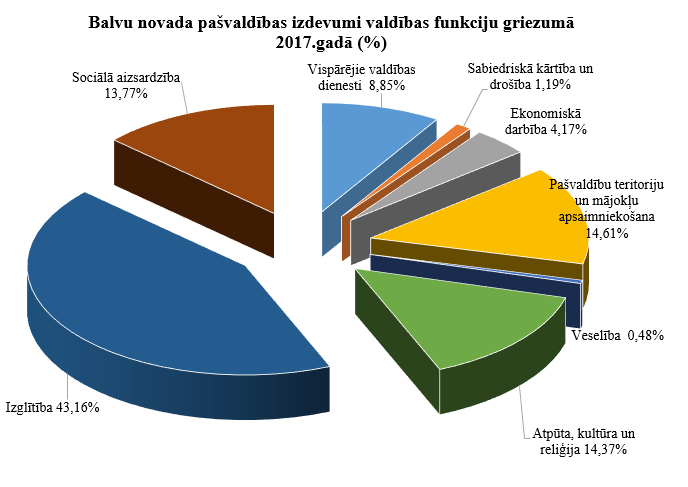 Balvu novada pašvaldības izdevumi valdības funkciju griezumā
2017.gadā (%)
Sociālā aizsardzība
13,77%
Vispārējie valdības
dienesti 8,85%
Sabiedriskā kārtība un
drošība 1,19%
Ekonomiskā
darbība 4,17%
Pašvaldību teritoriju
un mājokļu
apsaimniekošana
14,61%
Veselība 0,48%
Atpūta, kultūra un
reliģija 14,37%
Izglītība 43,16%